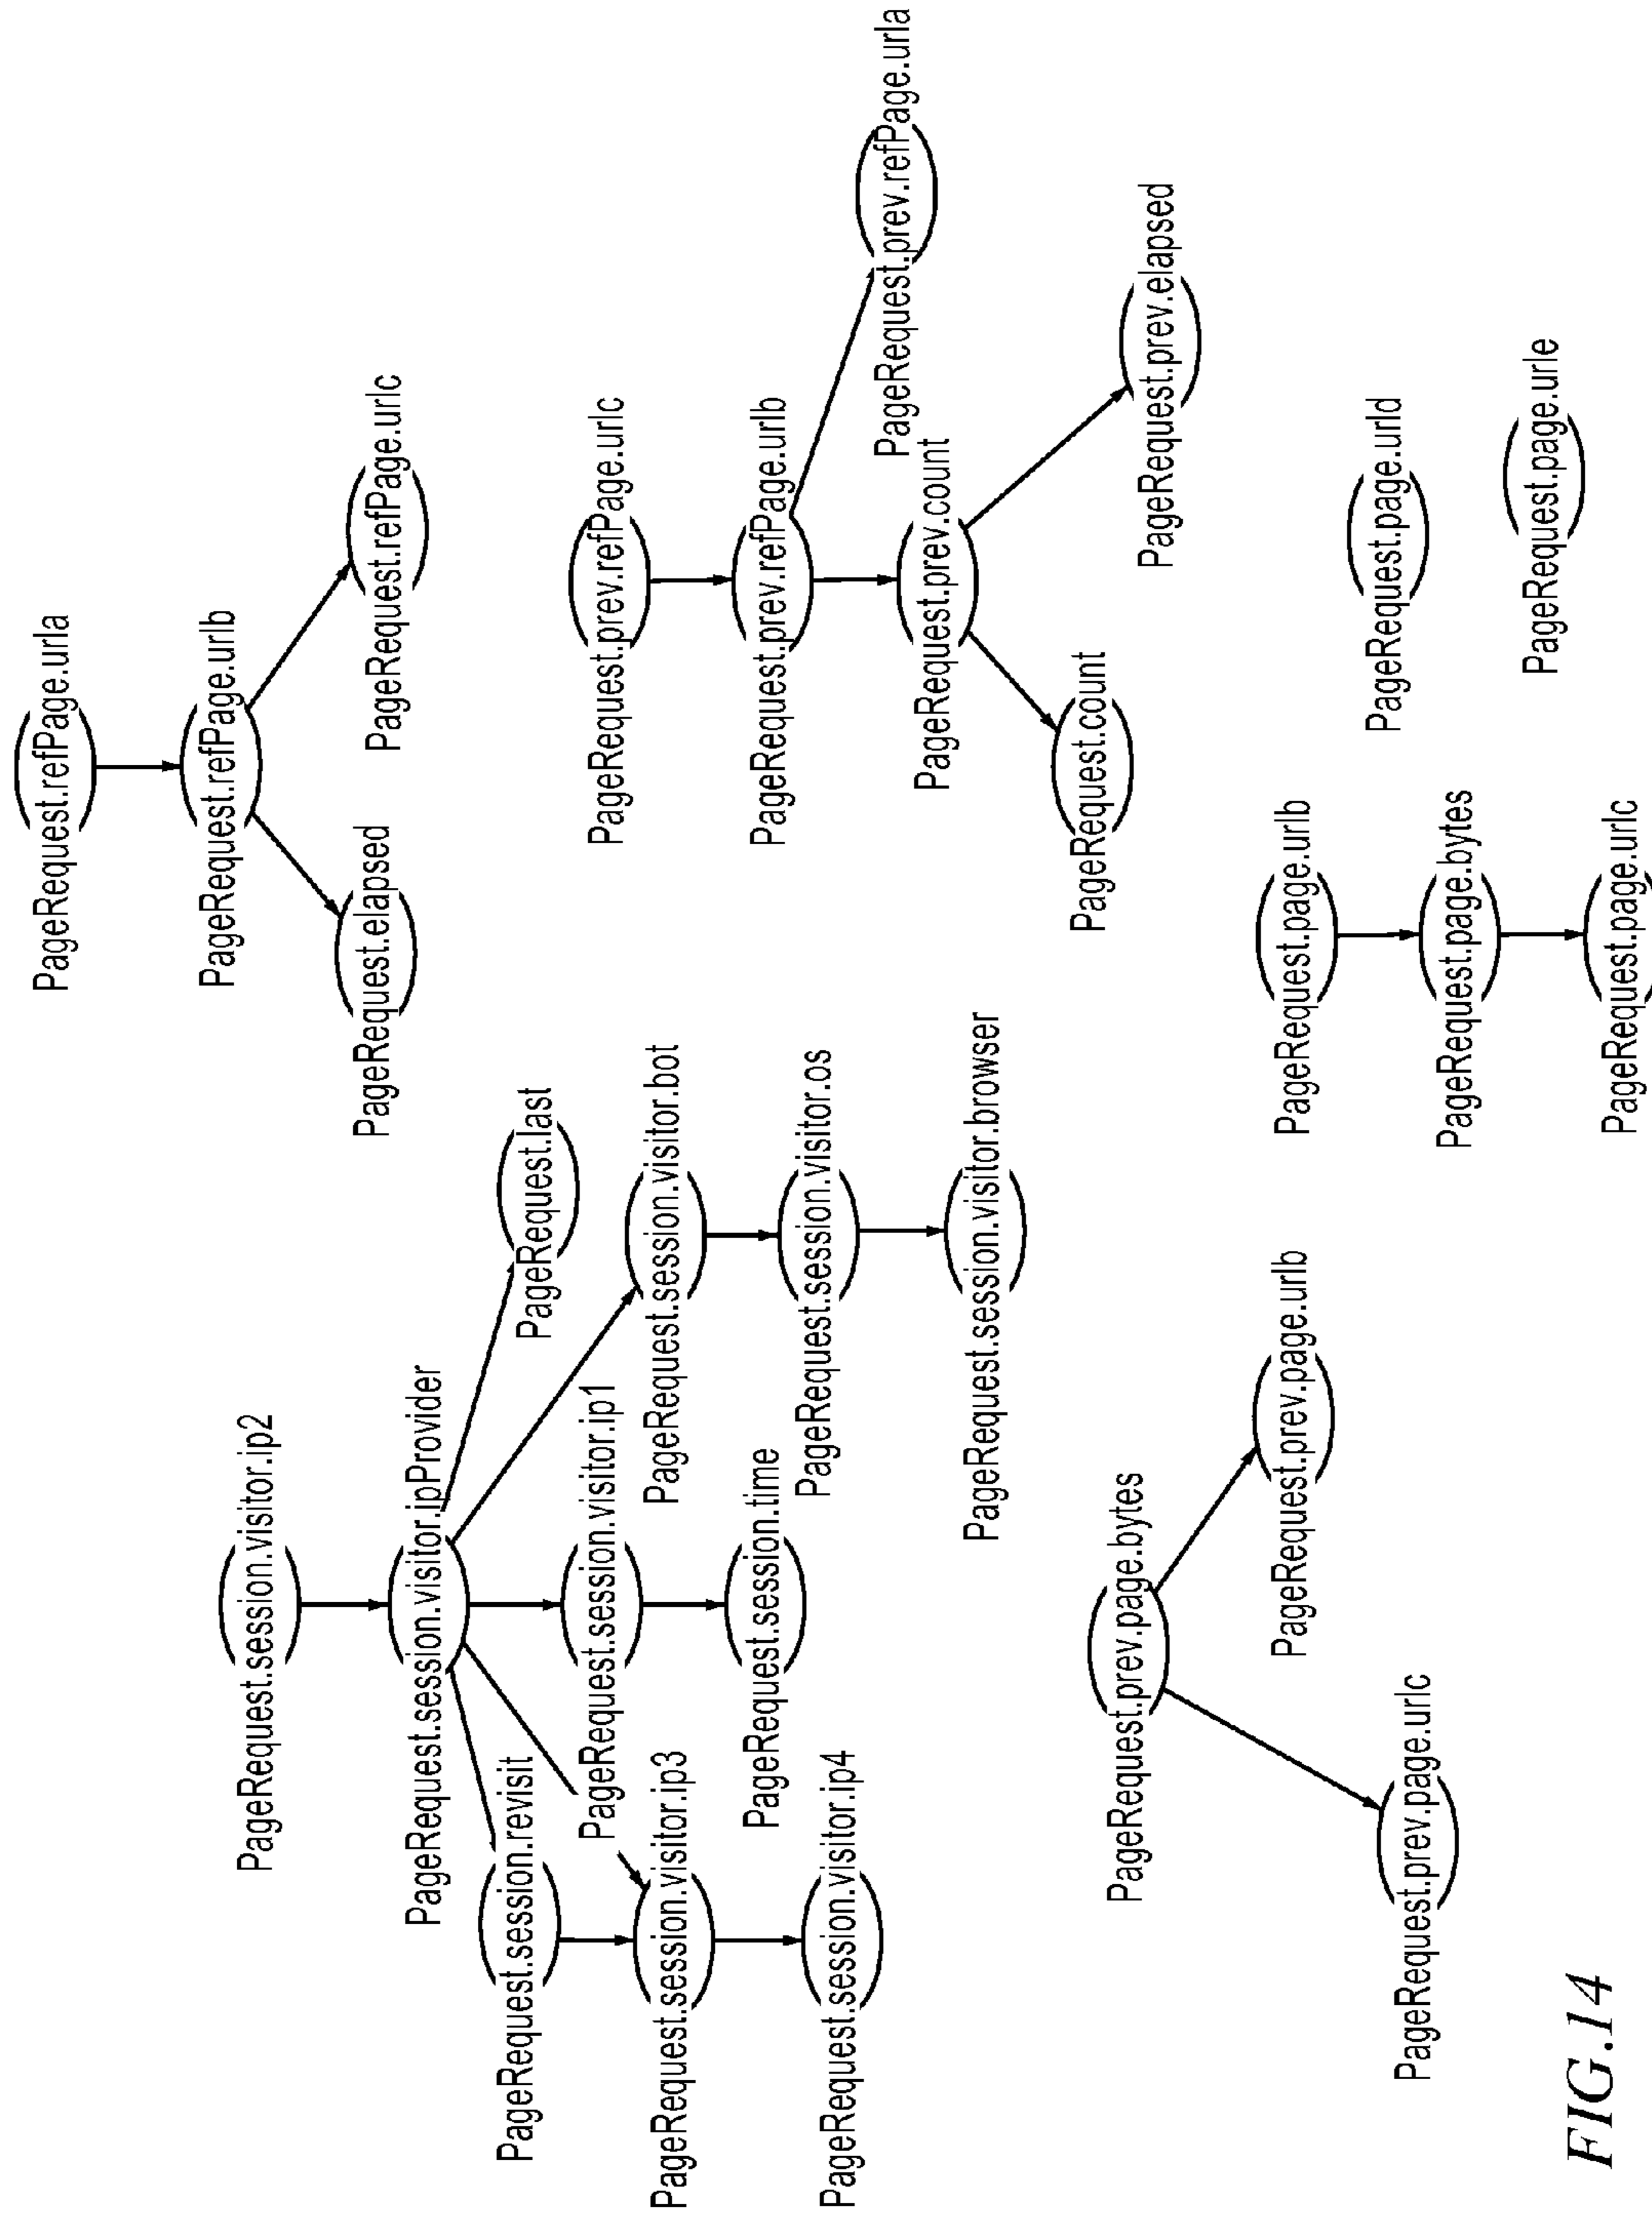 PageRequest.refPage.urla
PageRequest.refPage.urlb
PageRequest.elapsed
PageRequest.refPage.urlc
PageRequest.session.visitor.ip2
PageRequest.session.visitor.ipProvider
PageRequest.session.revisit
PageRequest.last
PageRequest.session.visitor.ip1
PageRequest.session.visitor.ip3
PageRequest.session.visitor.bot
PageRequest.session.time
PageRequest.session.visitor.os
PageRequest.session.visitor.ip4
PageRequest.session.visitor.browser
PageRequest.prev.refPage.urlc
PageRequest.prev.refPage.urlb
PageRequest.prev.refPage.urla
PageRequest.prev.count
PageRequest.count
PageRequest.prev.elapsed
PageRequest.prev.page.bytes
PageRequest.prev.page.urlb
PageRequest.prev.page.urlc
PageRequest.page.urlb
PageRequest.page.bytes
PageRequest.page.urlc
PageRequest.page.urld
PageRequest.page.urle
FIG.14